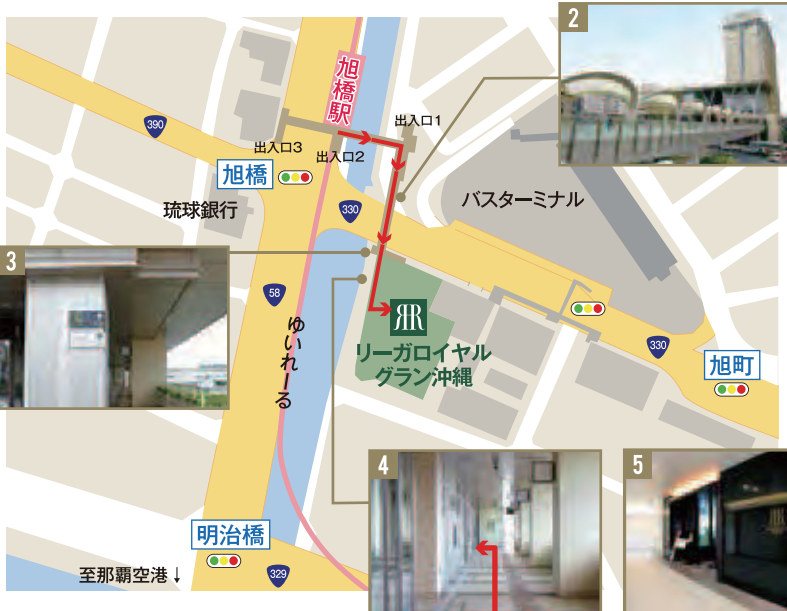 2
旭橋駅
出入口1
390
出入口3
出入口2
旭橋
琉球銀行
330
バスターミナル
3
58
ゆいれーる
リーガロイヤル
グラン沖縄
330
旭町
4
5
明治橋
至那覇空港↓
329